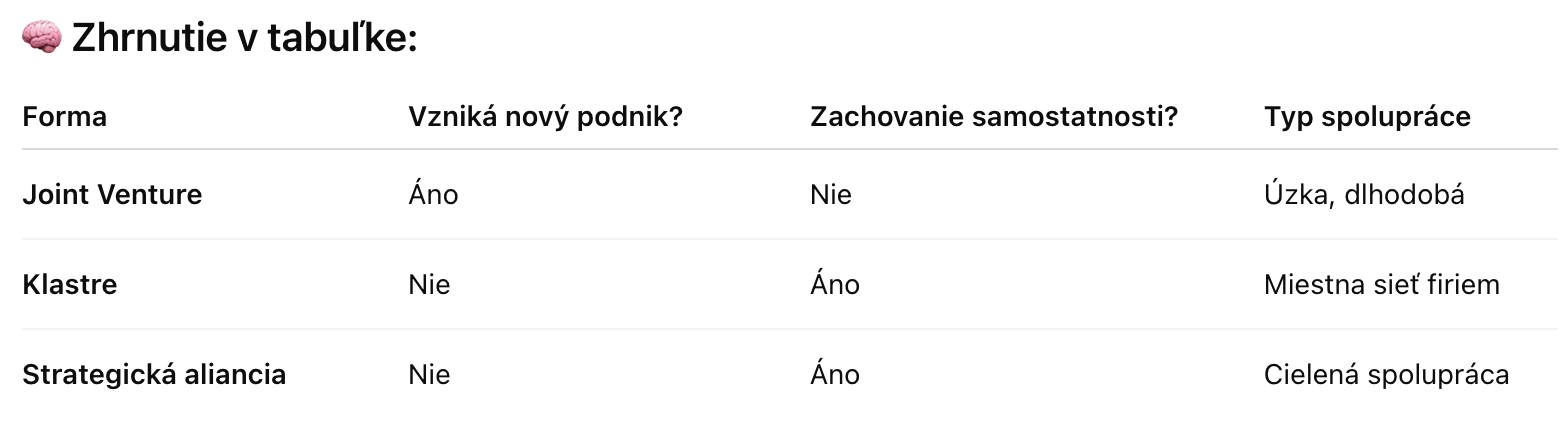 🧠 Zhrnutie v tabuľke:
Forma Vzniká nový podnik? Zachovanie samostatnosti? Typ spolupráce
Joint Venture Áno Nie Úzka, dlhodobá
Klastre Nie Áno Miestna sieť firiem
Strategická aliancia Nie Áno Cielená spolupráca